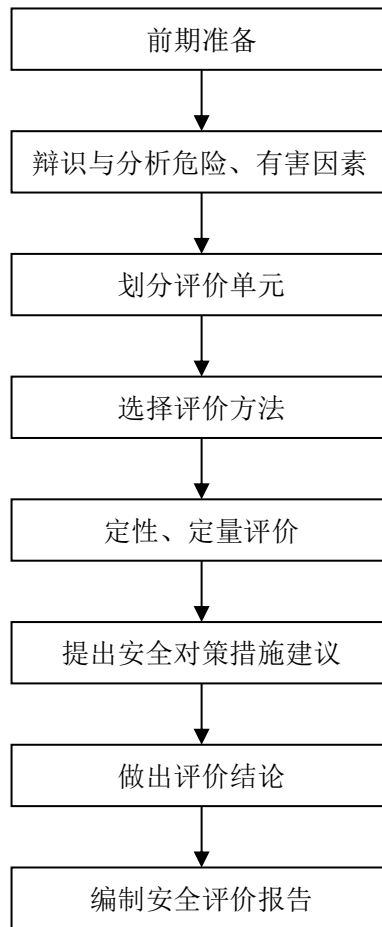 前期准备
辩识与分析危险、有害因素
划分评价单元
选择评价方法
定性、定量评价
提出安全对策措施建议
做出评价结论
编制安全评价报告